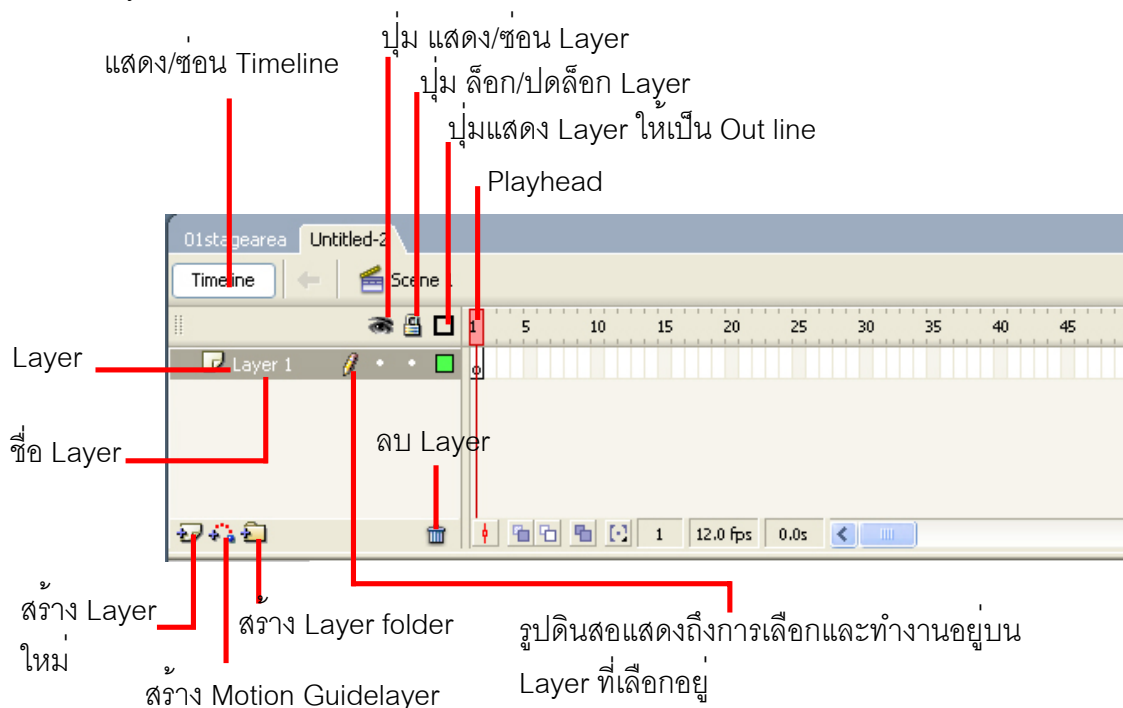 ปุ่ม แสดง/ซ่อน Layer
แสดง/ซ่อน Timeline
ปุ่ม ล็อก/ปดล็อก Layer
ปุ่มแสดง Layer ให้เป็น Out line
Playhead
01stagearea Untitled-2
Timeline Scene 1
1 5 10 15 20 25 30 35 40 45
Layer
Layer 1
ชื่อ Layer
ลบ Layer
1 12.0 fps 0.0s
สร้าง Layer
ใหม่
สร้าง Layer folder
สร้าง Motion Guidelayer
รูปดินสอแสดงถึงการเลือกและทำงานอยู่บน
Layer ที่เลือกอยู่